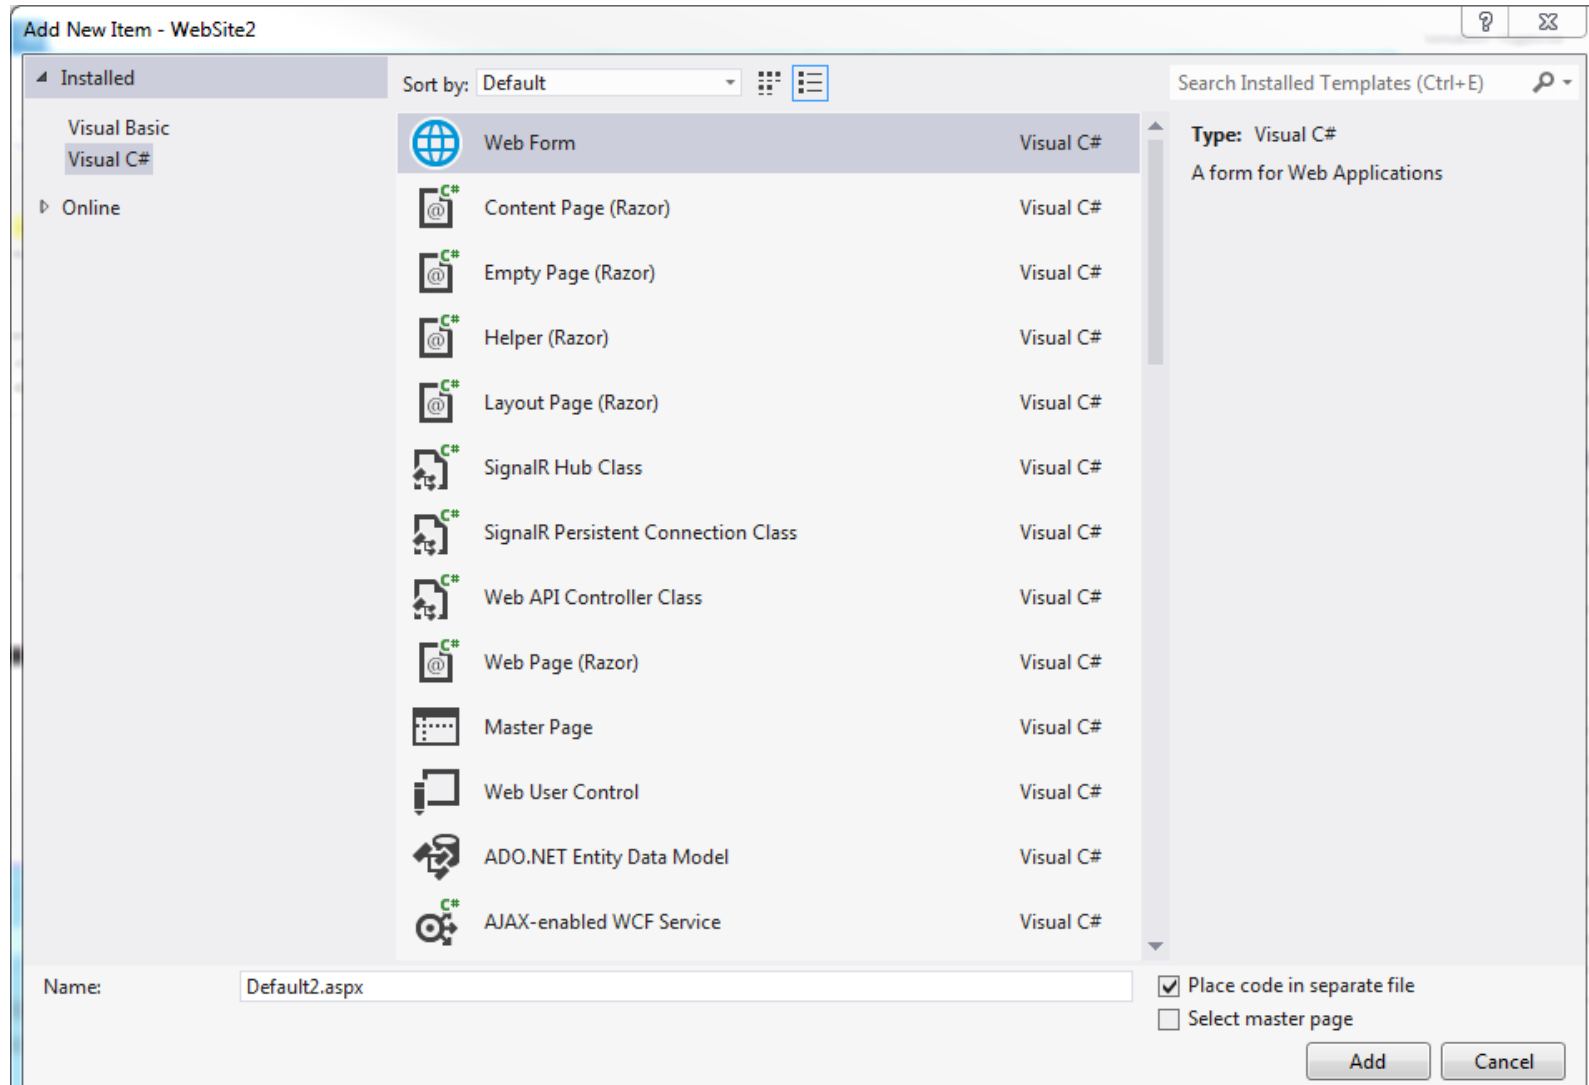 Add New Item - WebSite2
Installed
Visual Basic
Visual C#
Online
Sort by: Default
Search Installed Templates (Ctrl+E)
Web Form Visual C#
C# @ Content Page (Razor) Visual C#
C# @ Empty Page (Razor) Visual C#
C# @ Helper (Razor) Visual C#
C# @ Layout Page (Razor) Visual C#
C# SignalR Hub Class Visual C#
C# SignalR Persistent Connection Class Visual C#
C# Web API Controller Class Visual C#
C# @ Web Page (Razor) Visual C#
Master Page Visual C#
Web User Control Visual C#
ADO.NET Entity Data Model Visual C#
C# AJAX-enabled WCF Service Visual C#
Type: Visual C#
A form for Web Applications
Name: Default2.aspx
Place code in separate file
Select master page
Add Cancel